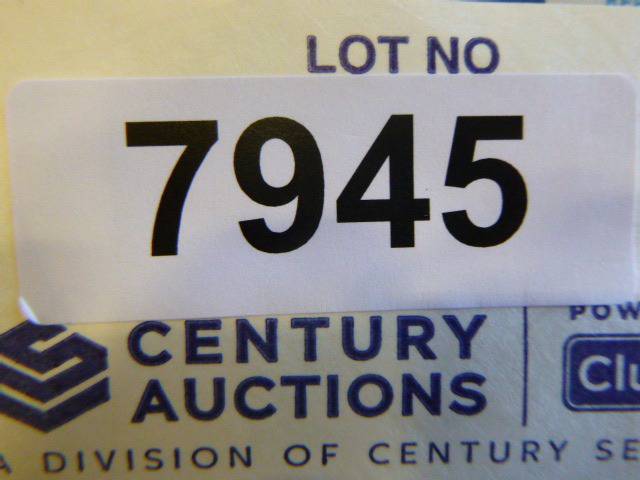 LOT NO
7945
CENTURY
AUCTIONS
A DIVISION OF CENTURY